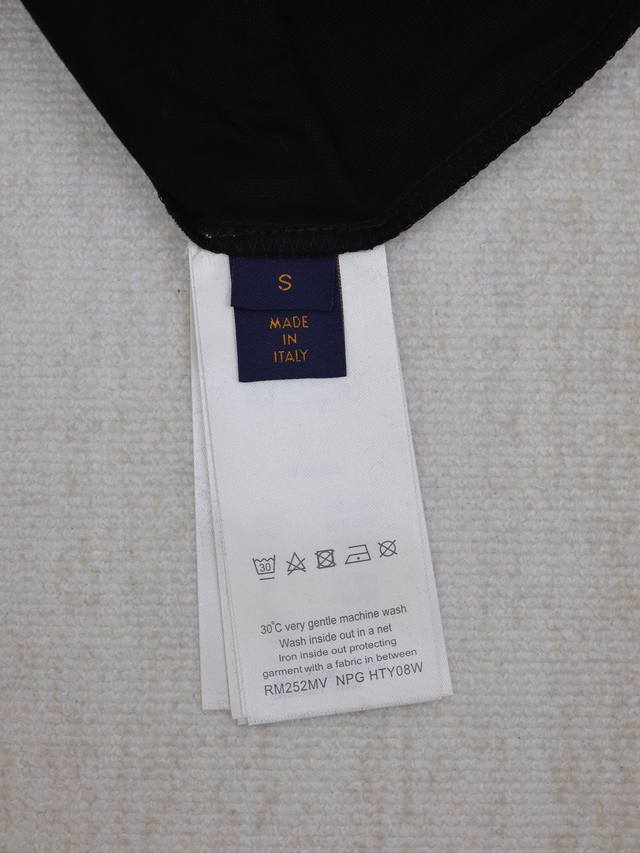 S
MADE
IN
ITALY
30
30°C very gentle machine wash
Wash inside out in a net
Iron inside out protecting
garment with a fabric in between
RM252MV NPG HTY08W